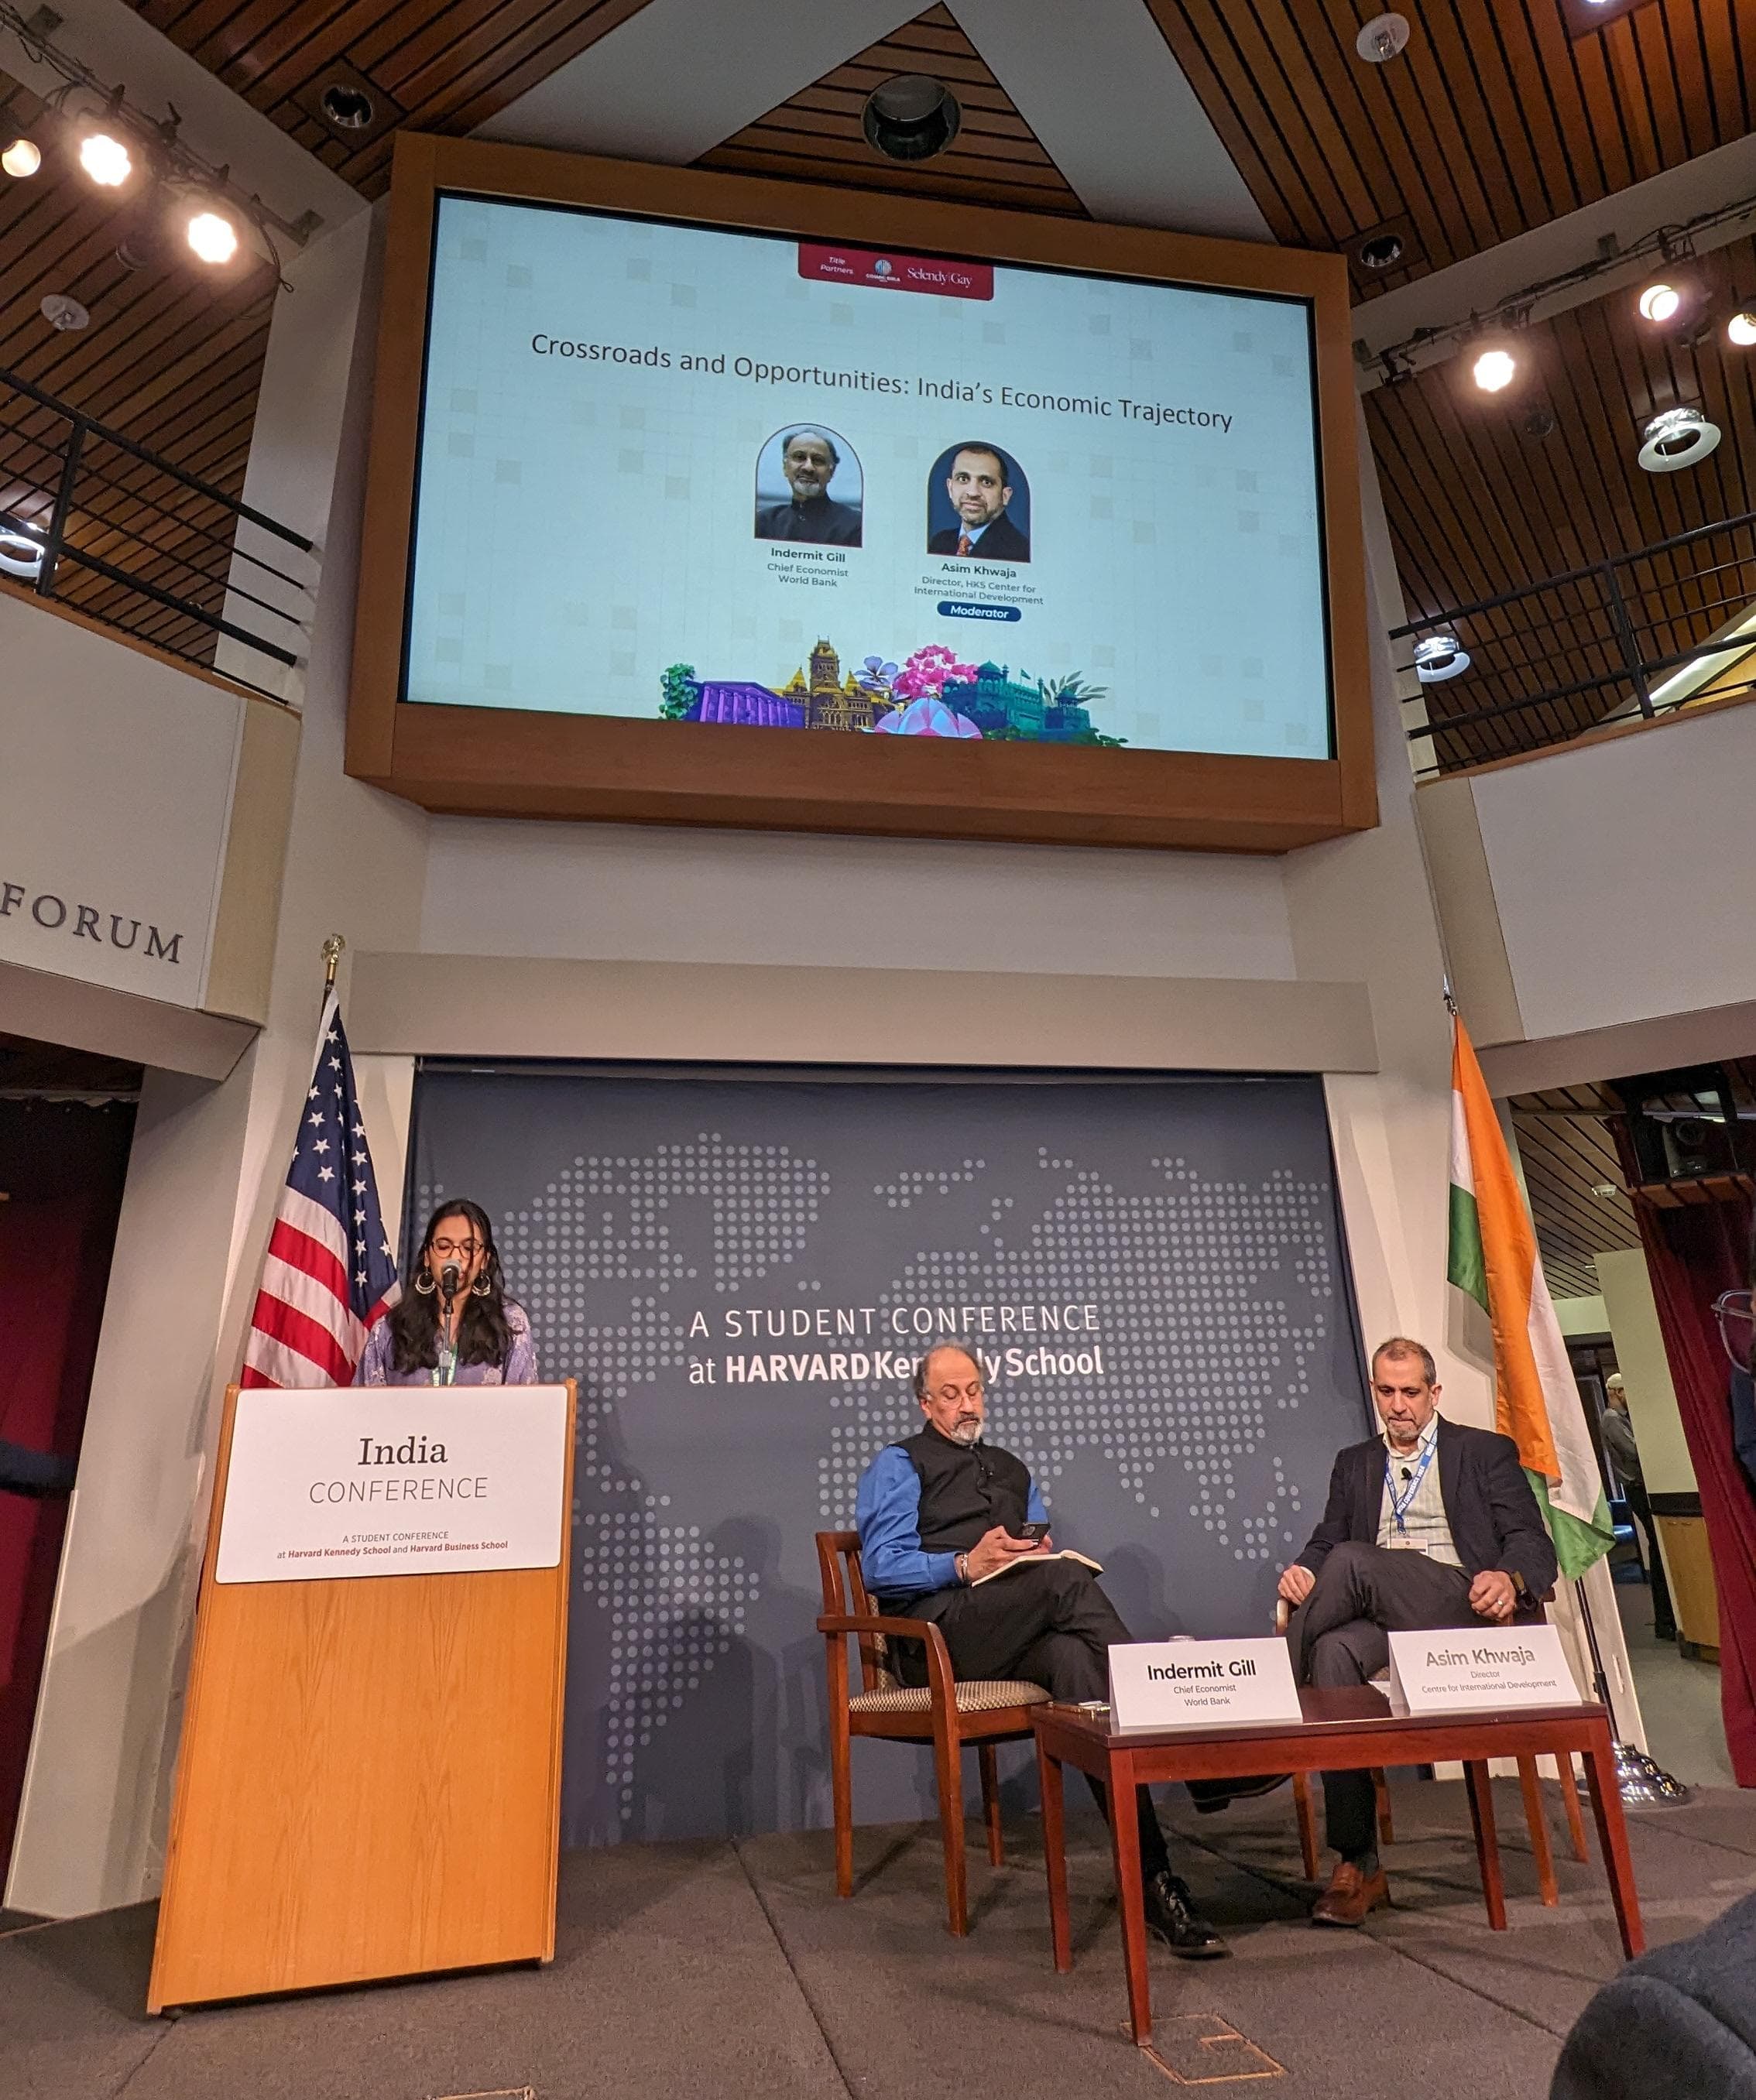 Title
Partners
Selendy|Gay
Crossroads and Opportunities: India's Economic Trajectory
Indermit Gill
Chief Economist
World Bank
Asim Khwaja
Director, HKS Center for
International Development
Moderator
FORUM
A STUDENT CONFERENCE
at HARVARD Ken y School
India
CONFERENCE
A STUDENT CONFERENCE
at Harvard Kennedy School and Harvard Business School
Indermit Gill
Chief Economist
World Bank
Asim Khwaja
Director
Centre for International Development